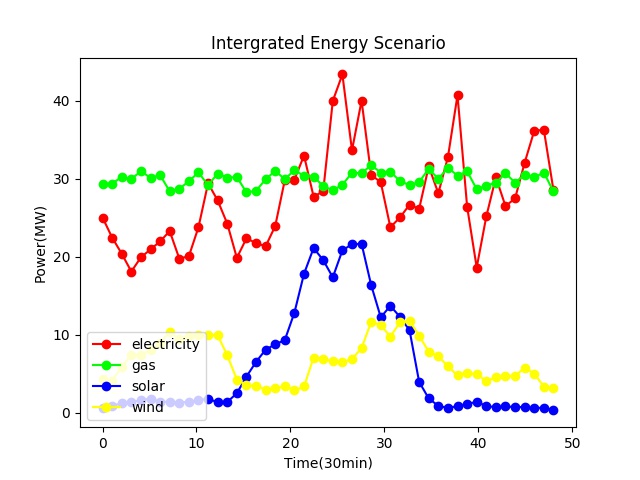 Intergrated Energy Scenario
Power(MW)
40
30
20
10
0
electricity
gas
solar
wind
0 10 20 30 40 50
Time(30min)